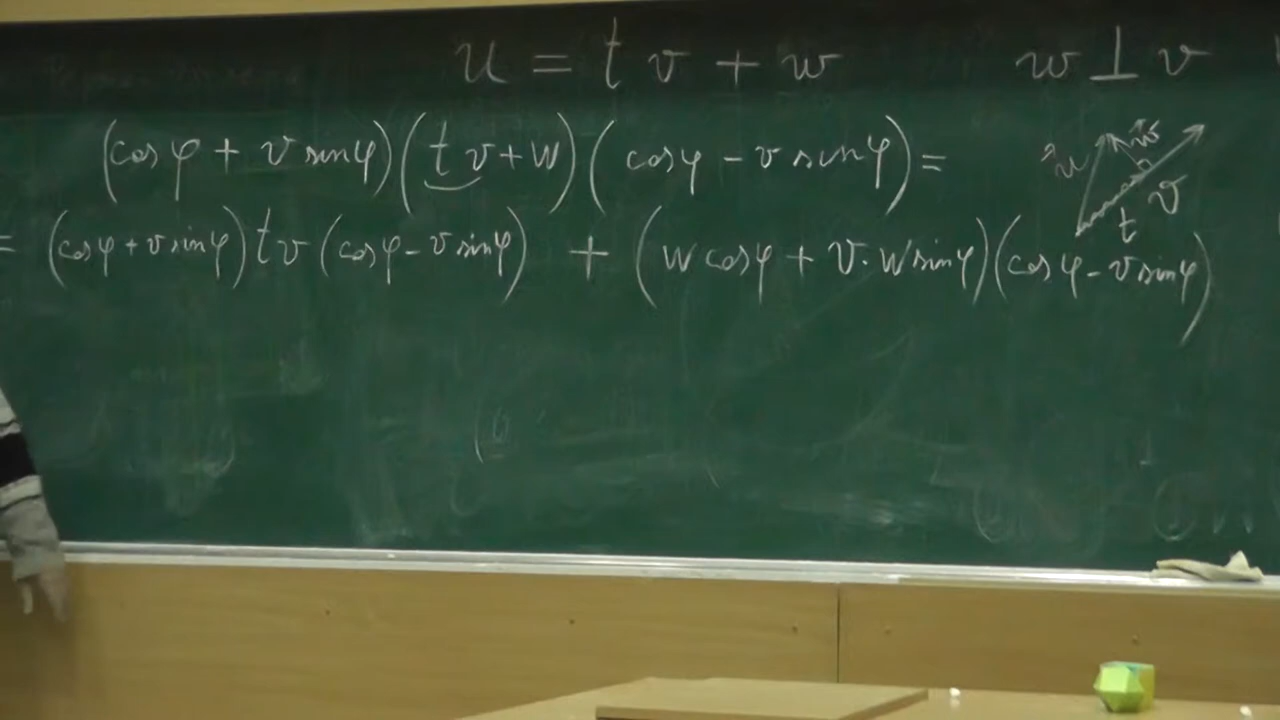 u = t v + w w ⊥ v
(cos φ + v sin φ)(t v + w)(cos φ − v sin φ) =
= (cos φ + v sin φ) t v (cos φ − v sin φ) + (w cos φ + v · w sin φ)(cos φ − v sin φ)
u w v
t